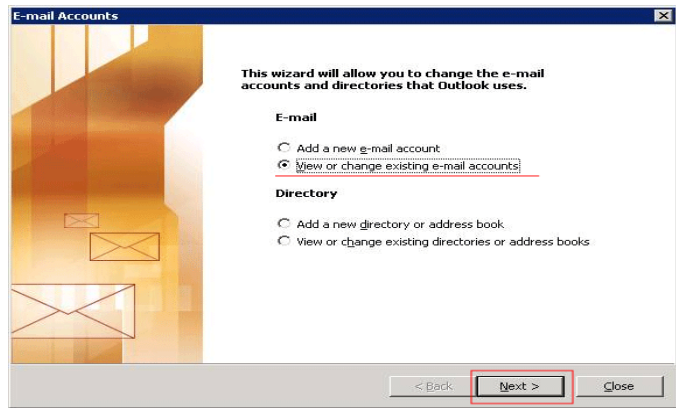 E-mail Accounts
This wizard will allow you to change the e-mail
accounts and directories that Outlook uses.
E-mail
Add a new e-mail account
View or change existing e-mail accounts
Directory
Add a new directory or address book
View or change existing directories or address books
< Back Next > Close